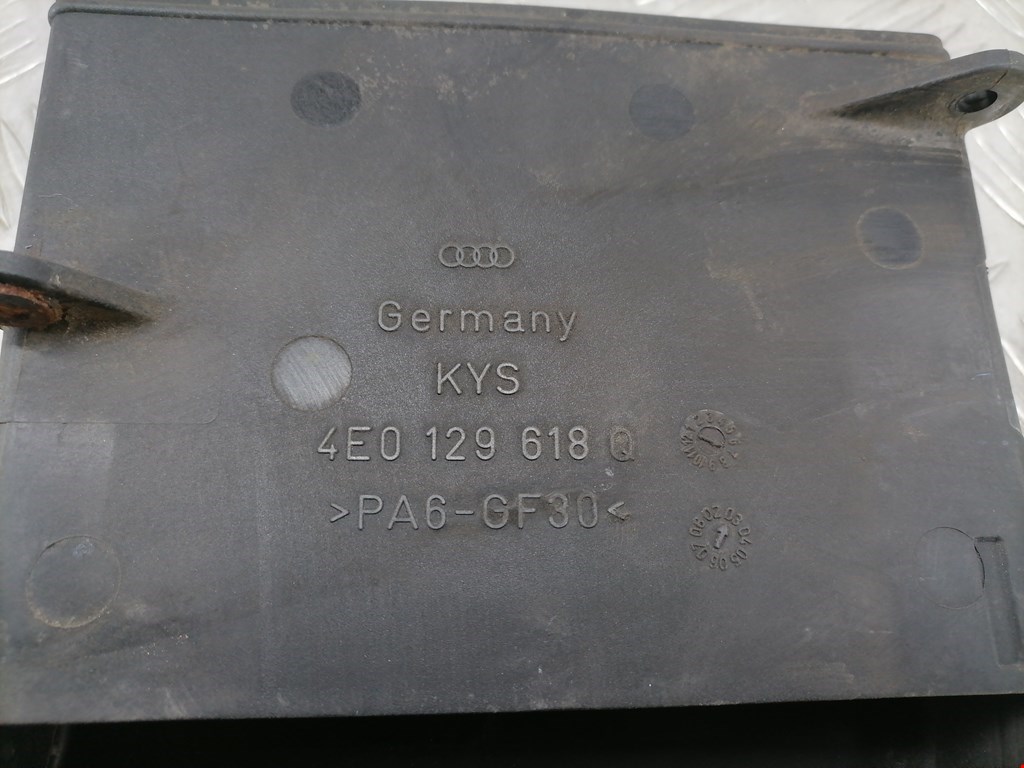 Germany
KYS
4E0 129 618 Q
>PA6-GF30<